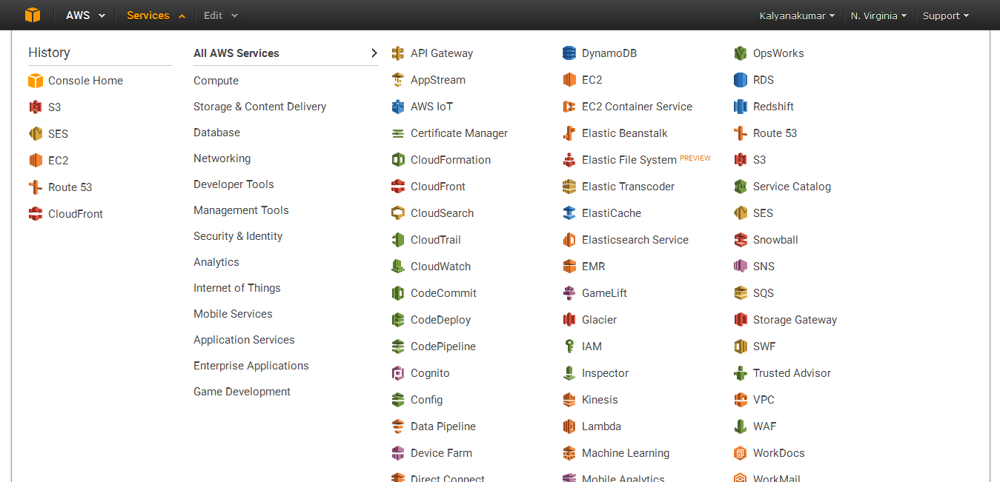 AWS Services Edit Kalyanakumar N. Virginia Support
History
Console Home
S3
SES
EC2
Route 53
CloudFront
All AWS Services
Compute
Storage & Content Delivery
Database
Networking
Developer Tools
Management Tools
Security & Identity
Analytics
Internet of Things
Mobile Services
Application Services
Enterprise Applications
Game Development
API Gateway
AppStream
AWS IoT
Certificate Manager
CloudFormation
CloudFront
CloudSearch
CloudTrail
CloudWatch
CodeCommit
CodeDeploy
CodePipeline
Cognito
Config
Data Pipeline
Device Farm
Direct Connect
DynamoDB
EC2
EC2 Container Service
Elastic Beanstalk
Elastic File System PREVIEW
Elastic Transcoder
ElastiCache
Elasticsearch Service
EMR
GameLift
Glacier
IAM
Inspector
Kinesis
Lambda
Machine Learning
Mobile Analytics
OpsWorks
RDS
Redshift
Route 53
S3
Service Catalog
SES
Snowball
SNS
SQS
Storage Gateway
SWF
Trusted Advisor
VPC
WAF
WorkDocs
WorkMail